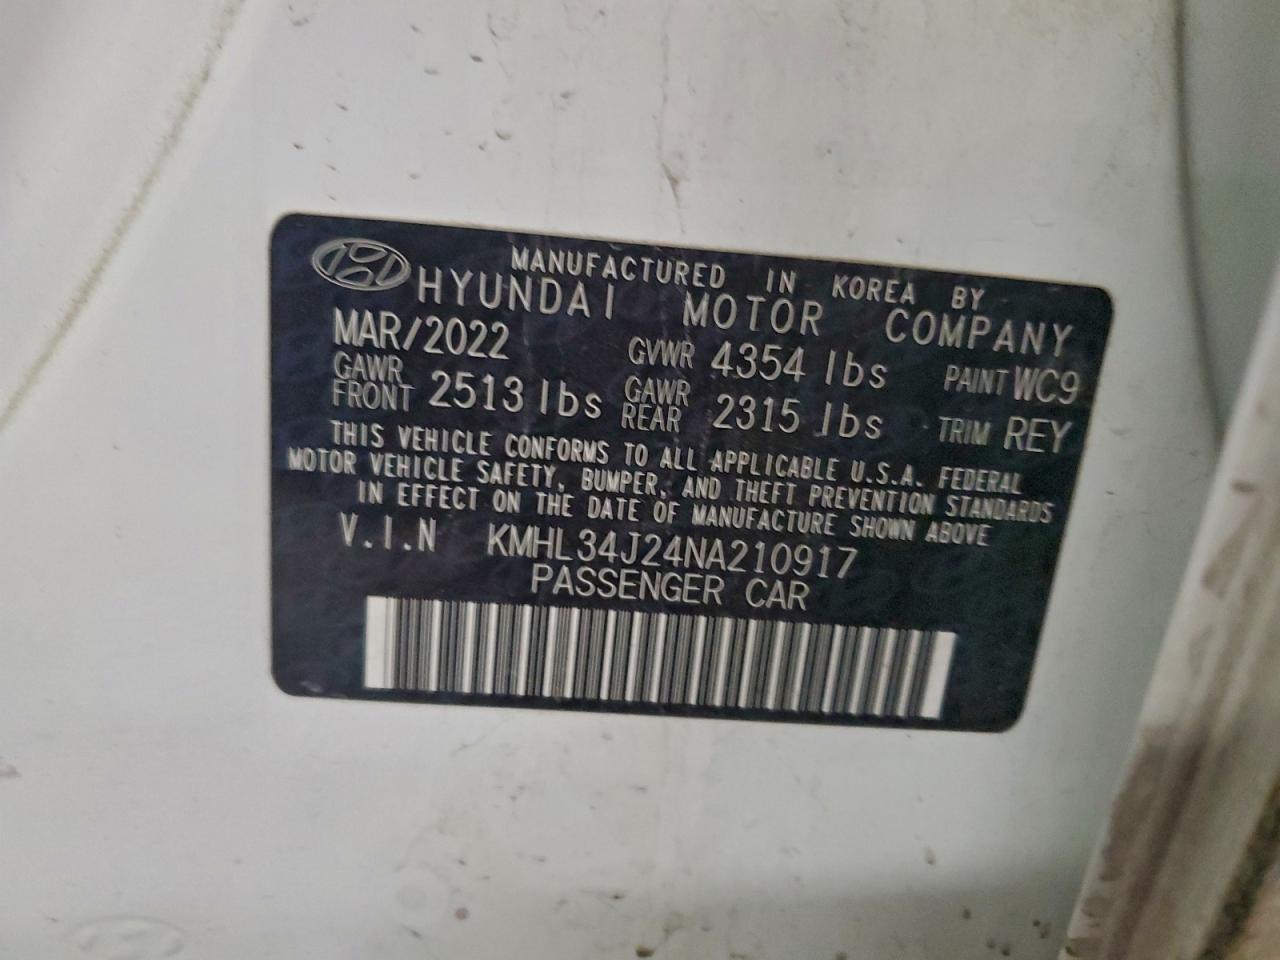 MANUFACTURED IN KOREA BY
HYUNDAI MOTOR COMPANY
MAR/2022 GVWR 4354 lbs PAINT WC9
GAWR FRONT 2513 lbs GAWR REAR 2315 lbs TRIM REY
THIS VEHICLE CONFORMS TO ALL APPLICABLE U.S.A. FEDERAL
MOTOR VEHICLE SAFETY, BUMPER, AND THEFT PREVENTION STANDARDS
IN EFFECT ON THE DATE OF MANUFACTURE SHOWN ABOVE
V.I.N KMHL34J24NA210917
PASSENGER CAR